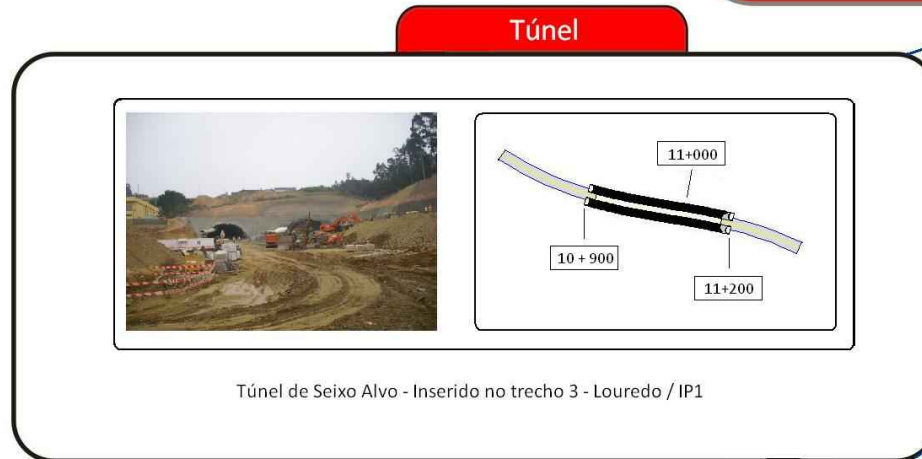 Túnel
11+000
10 + 900
11+200
Túnel de Seixo Alvo - Inserido no trecho 3 - Louredo / IP1